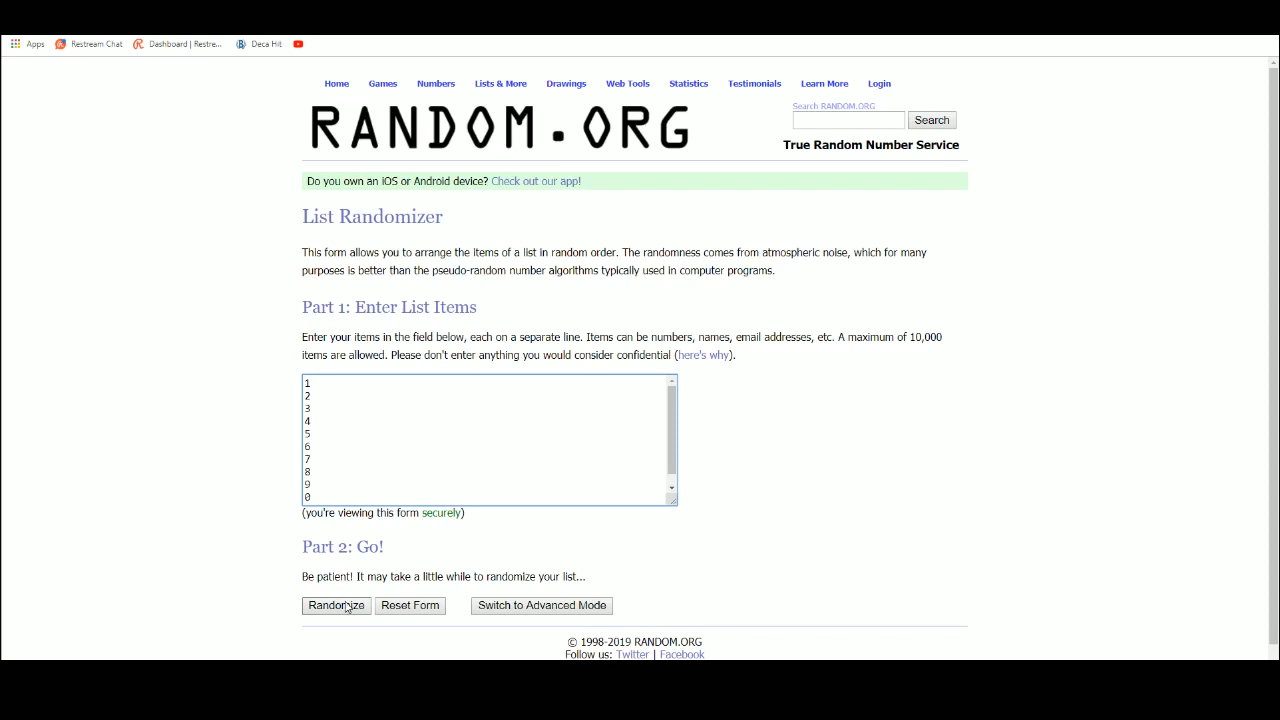 Apps Restream Chat Dashboard | Restre... Deca Hit
Home Games Numbers Lists & More Drawings Web Tools Statistics Testimonials Learn More Login
RANDOM.ORG
Search RANDOM.ORG
Search
True Random Number Service
Do you own an iOS or Android device? Check out our app!
List Randomizer
This form allows you to arrange the items of a list in random order. The randomness comes from atmospheric noise, which for many
purposes is better than the pseudo-random number algorithms typically used in computer programs.
Part 1: Enter List Items
Enter your items in the field below, each on a separate line. Items can be numbers, names, email addresses, etc. A maximum of 10,000
items are allowed. Please don't enter anything you would consider confidential (here's why).
1
2
3
4
5
6
7
8
9
0
(you're viewing this form securely)
Part 2: Go!
Be patient! It may take a little while to randomize your list...
Randomize Reset Form Switch to Advanced Mode
© 1998-2019 RANDOM.ORG
Follow us: Twitter | Facebook